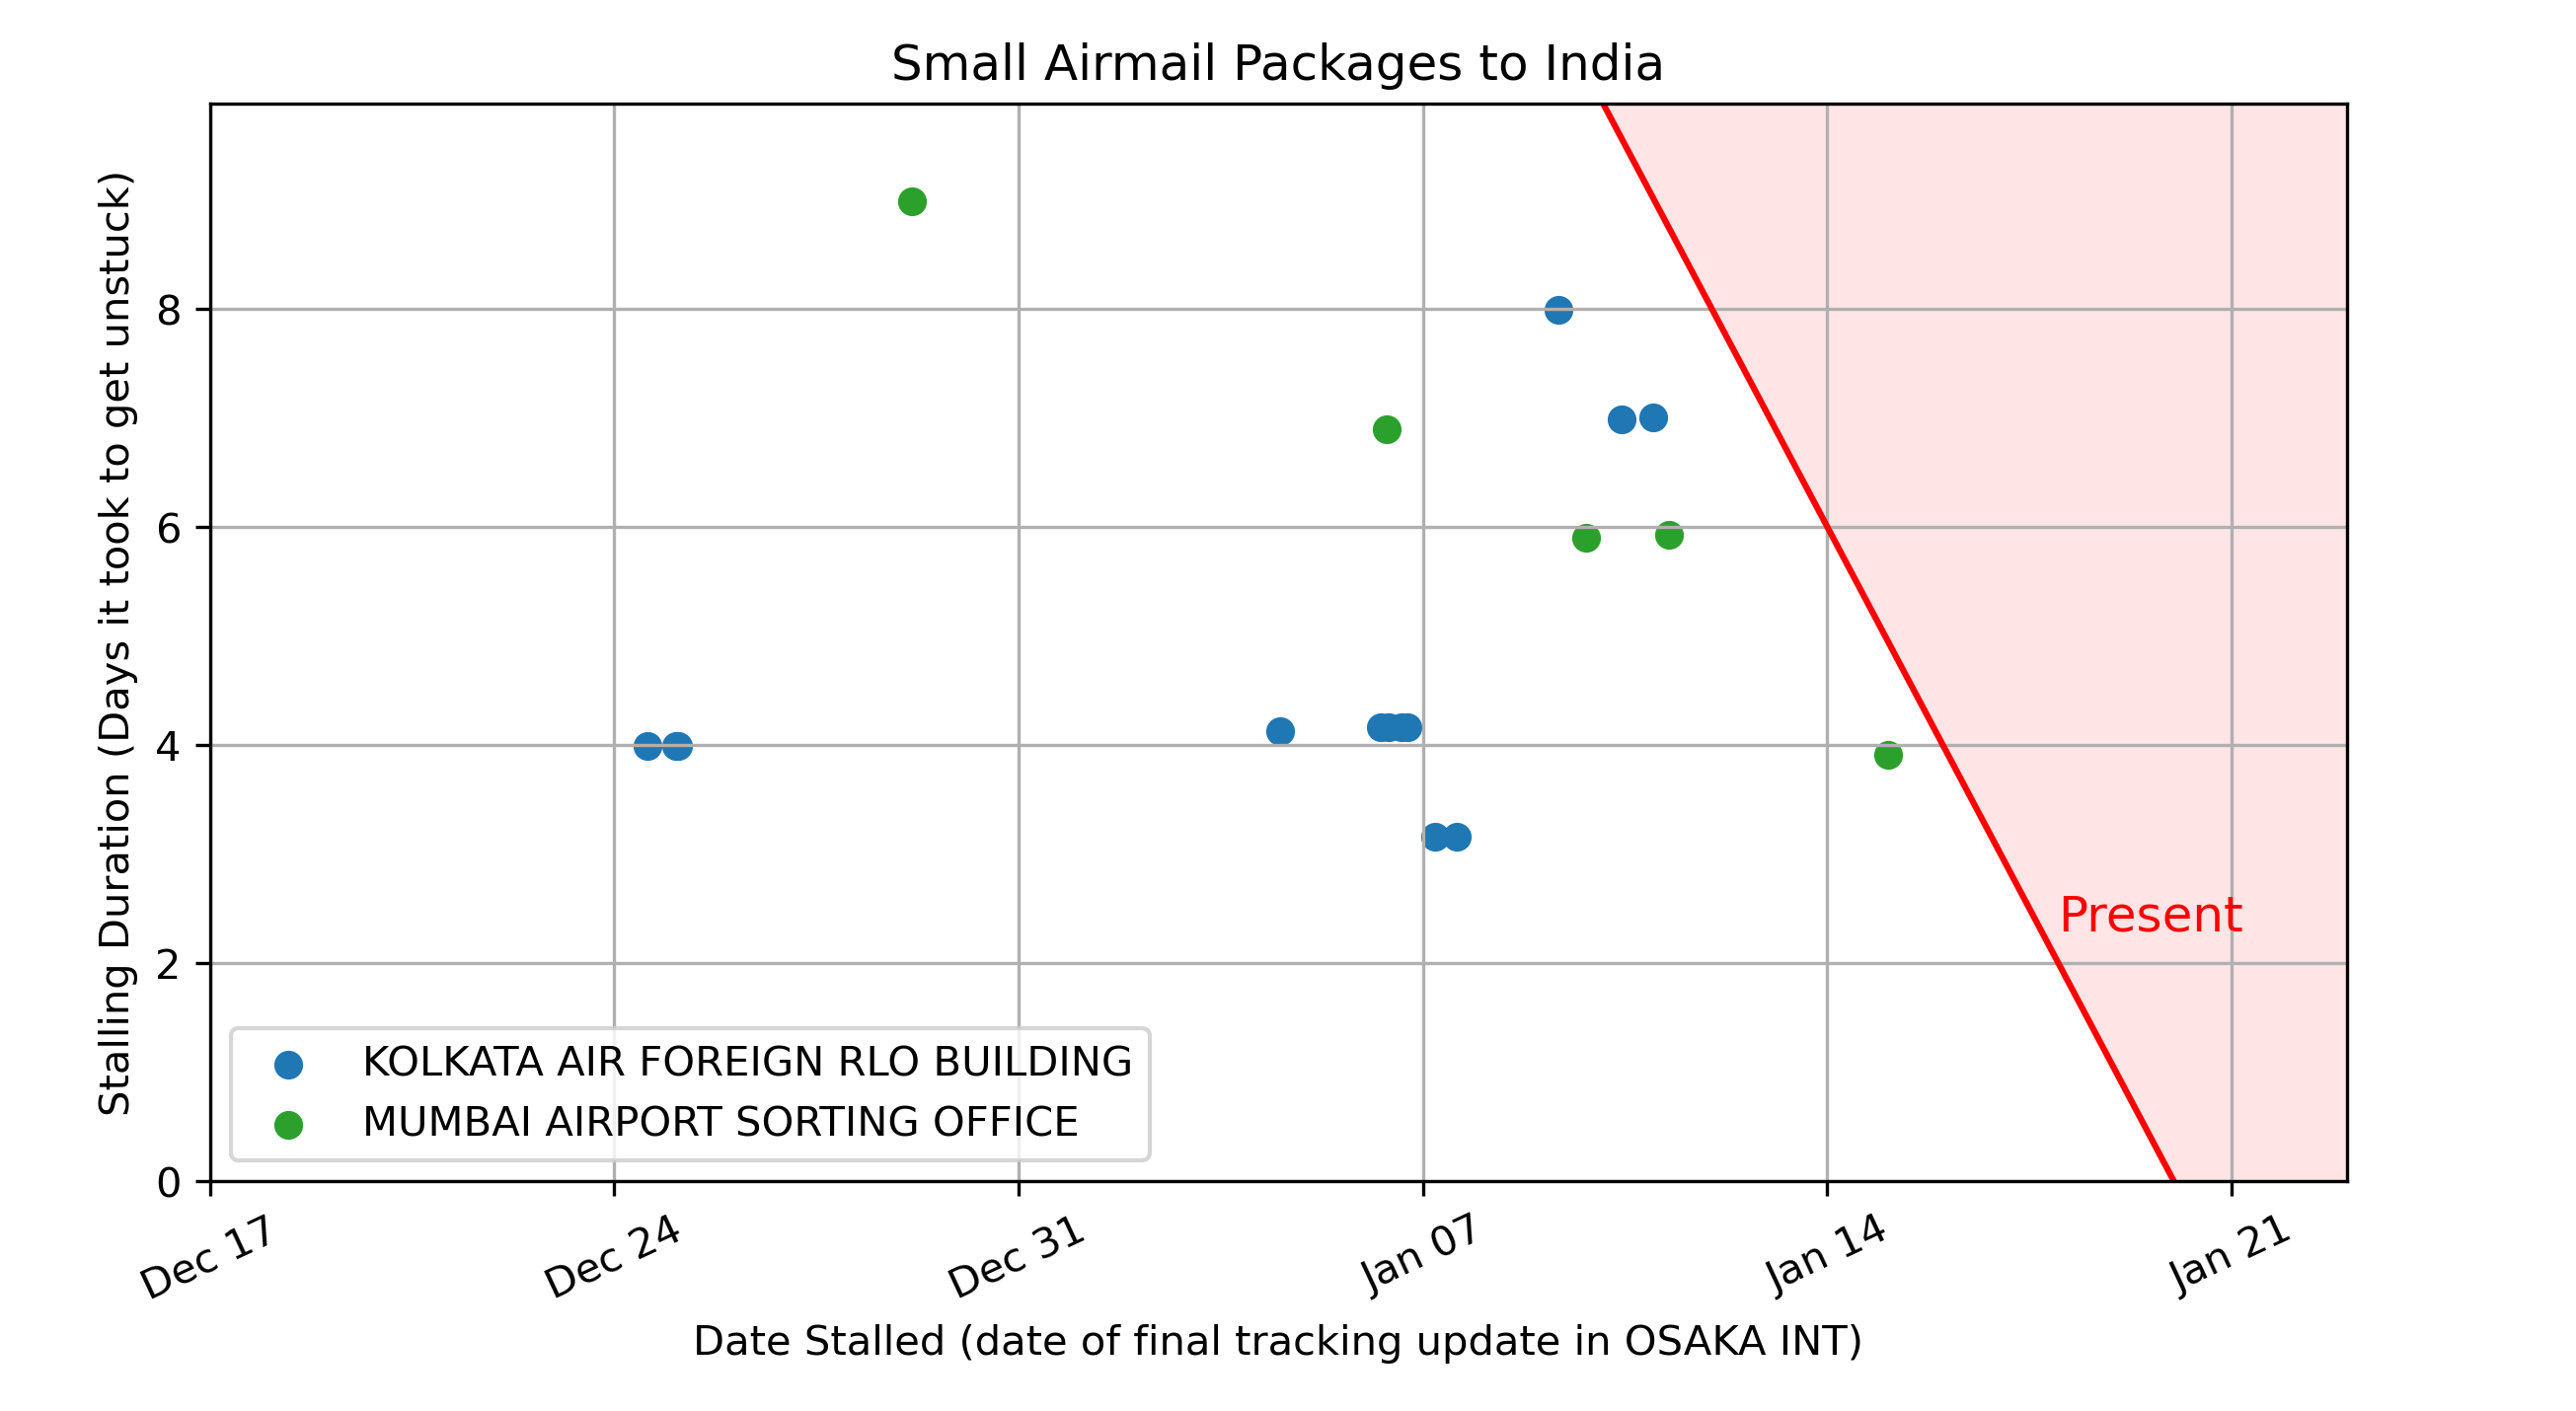 Small Airmail Packages to India
Stalling Duration (Days it took to get unstuck)
8
6
4
2
0
Present
KOLKATA AIR FOREIGN RLO BUILDING
MUMBAI AIRPORT SORTING OFFICE
Dec 17
Dec 24
Dec 31
Jan 07
Jan 14
Jan 21
Date Stalled (date of final tracking update in OSAKA INT)